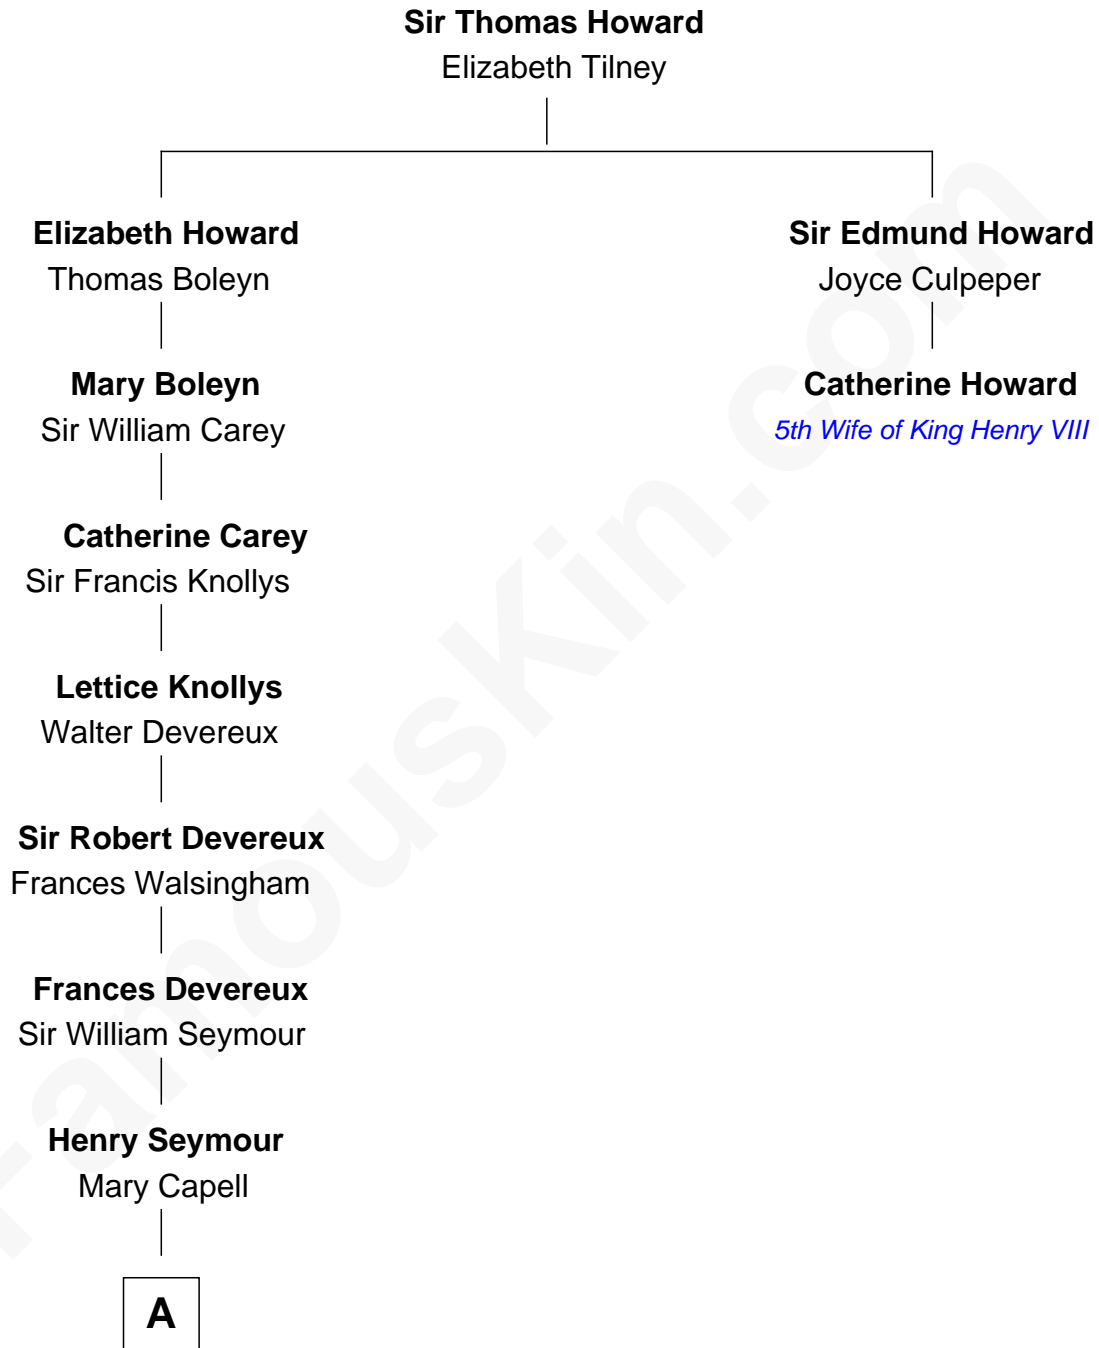 Sir Thomas Howard
Elizabeth Tilney
Elizabeth Howard
Thomas Boleyn
Sir Edmund Howard
Joyce Culpeper
Mary Boleyn
Sir William Carey
Catherine Howard
5th Wife of King Henry VIII
Catherine Carey
Sir Francis Knollys
Lettice Knollys
Walter Devereux
Sir Robert Devereux
Frances Walsingham
Frances Devereux
Sir William Seymour
Henry Seymour
Mary Capell
A
FamousKin.com